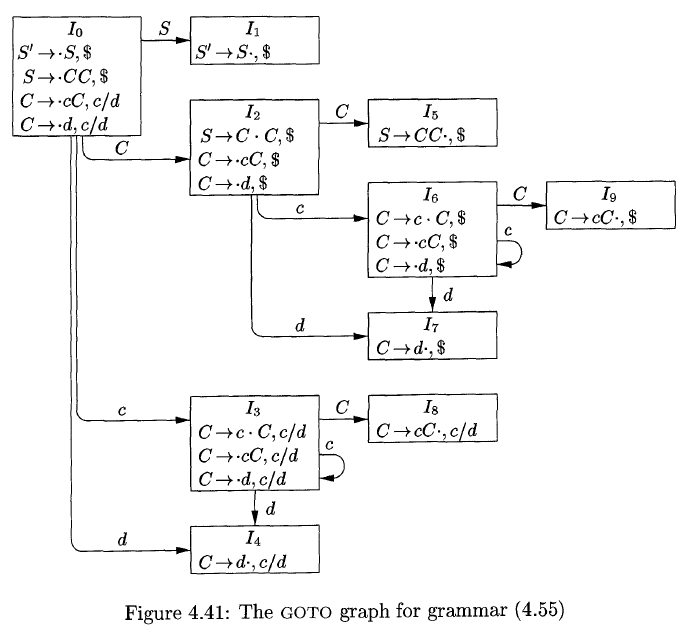 I₀
S′ → ·S, $
S → ·CC, $
C → ·cC, c/d
C → ·d, c/d
S
I₁
S′ → S·, $
C
I₂
S → C · C, $
C → ·cC, $
C → ·d, $
C
I₅
S → CC·, $
c
I₆
C → c · C, $
C → ·cC, $
C → ·d, $
C
I₉
C → cC·, $
c
d
d
I₇
C → d·, $
c
I₃
C → c · C, c/d
C → ·cC, c/d
C → ·d, c/d
C
I₈
C → cC·, c/d
c
d
d
I₄
C → d·, c/d
Figure 4.41: The GOTO graph for grammar (4.55)